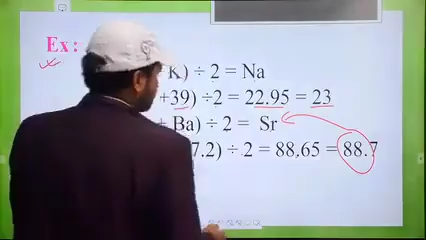 Ex:
K) ÷ 2 = Na
+39) ÷2 = 22.95 = 23
+ Ba) ÷ 2 = Sr
7.2) ÷ 2 = 88.65 = 88.7